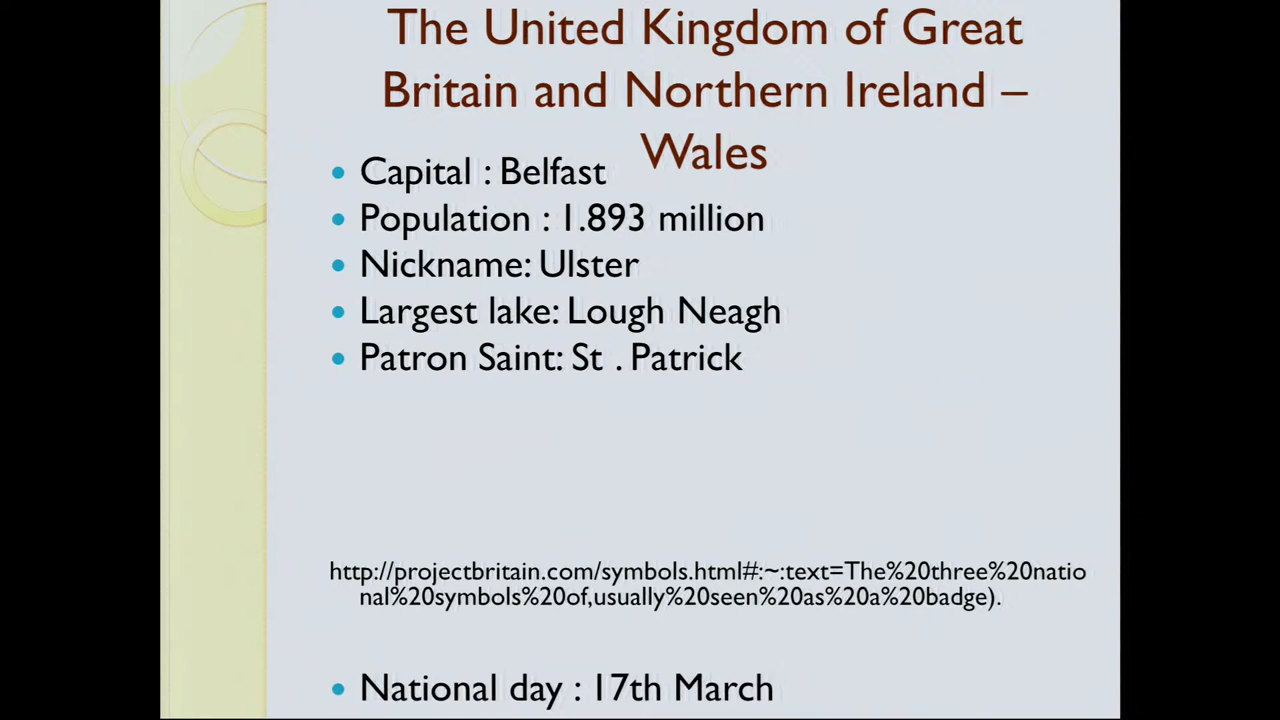 The United Kingdom of Great
Britain and Northern Ireland –
Wales
• Capital : Belfast
• Population : 1.893 million
• Nickname: Ulster
• Largest lake: Lough Neagh
• Patron Saint: St . Patrick
http://projectbritain.com/symbols.html#:~:text=The%20three%20natio
nal%20symbols%20of,usually%20seen%20as%20a%20badge).
• National day : 17th March